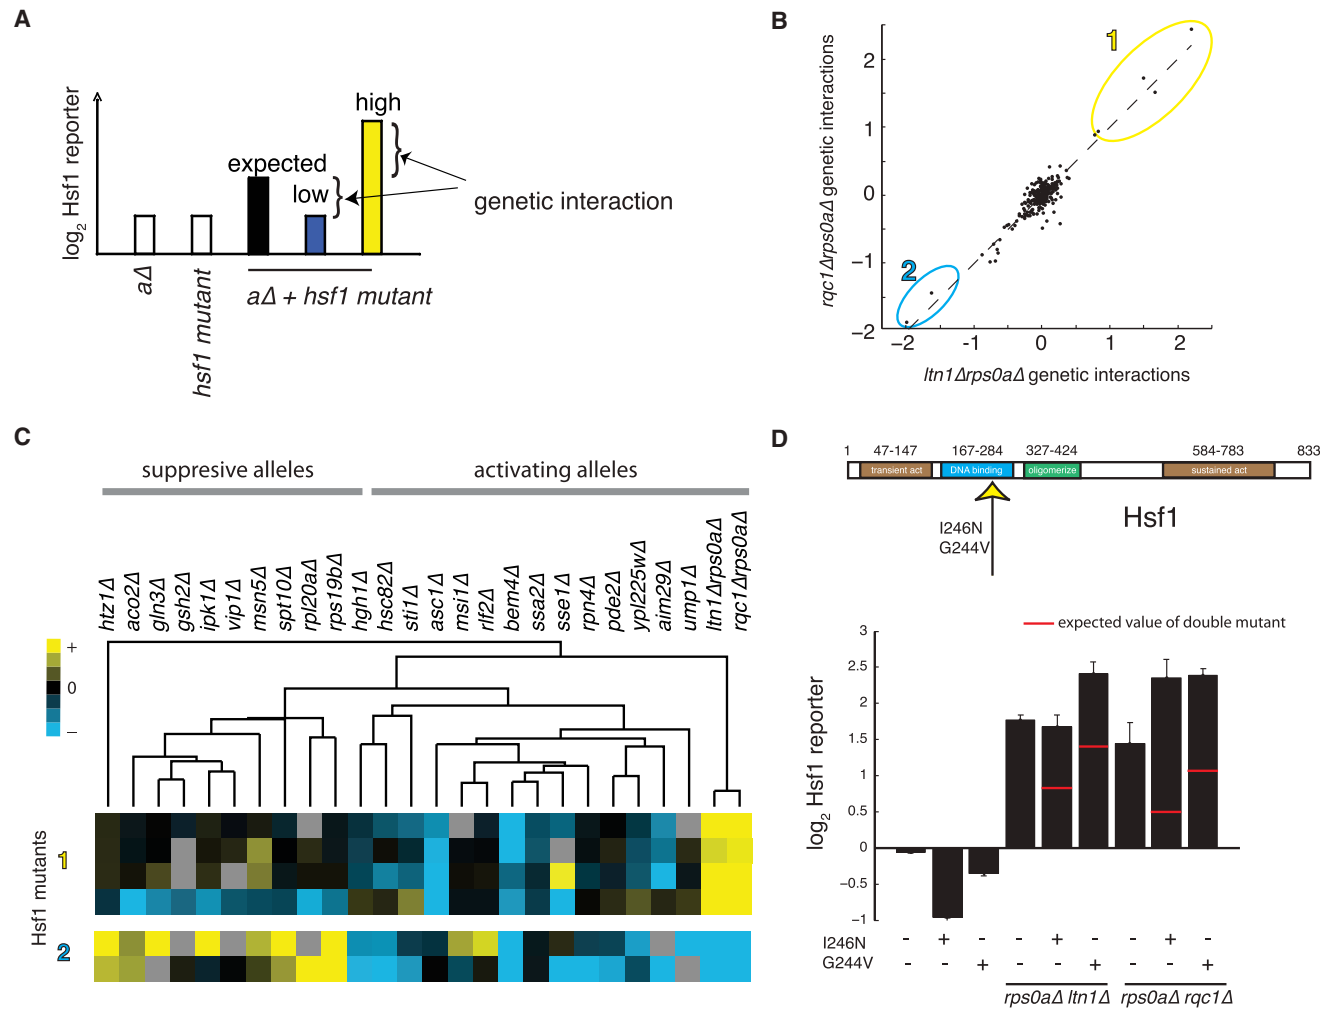 A
log2 Hsf1 reporter
high
expected
low
genetic interaction
aΔ
hsf1 mutant
aΔ + hsf1 mutant
B
rqc1Δrps0aΔ genetic interactions
2
1
0
−1
−2
1
2
−2
-1
0
1
2
ltn1Δrps0aΔ genetic interactions
C
suppresive alleles
activating alleles
htz1Δ
aco2Δ
gln3Δ
gsh2Δ
ipk1Δ
vip1Δ
msn5Δ
spt10Δ
rpl20aΔ
rps19bΔ
hgh1Δ
hsc82Δ
sti1Δ
asc1Δ
msi1Δ
rlf2Δ
bem4Δ
ssa2Δ
sse1Δ
rpn4Δ
pde2Δ
ypl225wΔ
aim29Δ
ump1Δ
ltn1Δrps0aΔ
rqc1Δrps0aΔ
+
0
−
Hsf1 mutants
1
2
D
1
47-147
167-284
327-424
584-783
833
transient act
DNA binding
oligomerize
sustained act
I246N
G244V
Hsf1
expected value of double mutant
log2 Hsf1 reporter
3
2.5
2
1.5
1
0.5
0
−0.5
−1
I246N - + - - + - - + -
G244V - - + - - + - - +
rps0aΔ ltn1Δ
rps0aΔ rqc1Δ